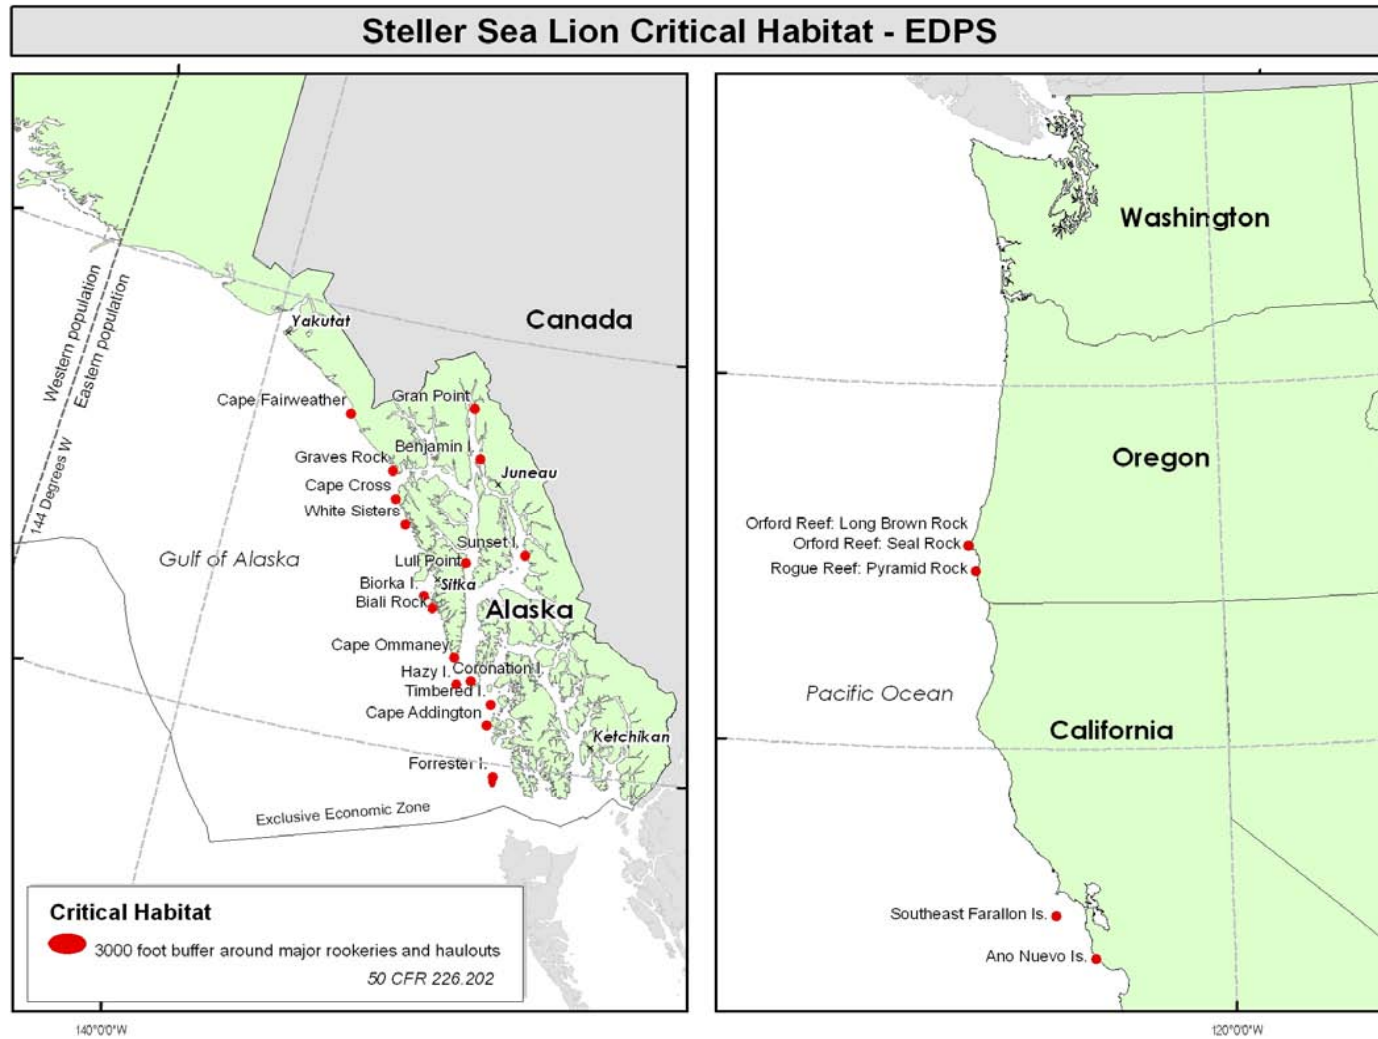 Steller Sea Lion Critical Habitat - EDPS
Western population
Eastern population
144 Degrees W
Canada
Yakutat
Cape Fairweather
Gran Point
Benjamin I.
Graves Rock
Juneau
Cape Cross
White Sisters
Sunset I.
Gulf of Alaska
Lull Point
Biorka I.
Sitka
Biali Rock
Alaska
Cape Ommaney
Hazy I.
Coronation I.
Timbered I.
Cape Addington
Ketchikan
Forrester I.
Exclusive Economic Zone
Critical Habitat
3000 foot buffer around major rookeries and haulouts
50 CFR 226.202
140°0'0"W
Washington
Oregon
Orford Reef: Long Brown Rock
Orford Reef: Seal Rock
Rogue Reef: Pyramid Rock
Pacific Ocean
California
Southeast Farallon Is.
Ano Nuevo Is.
120°0'0"W